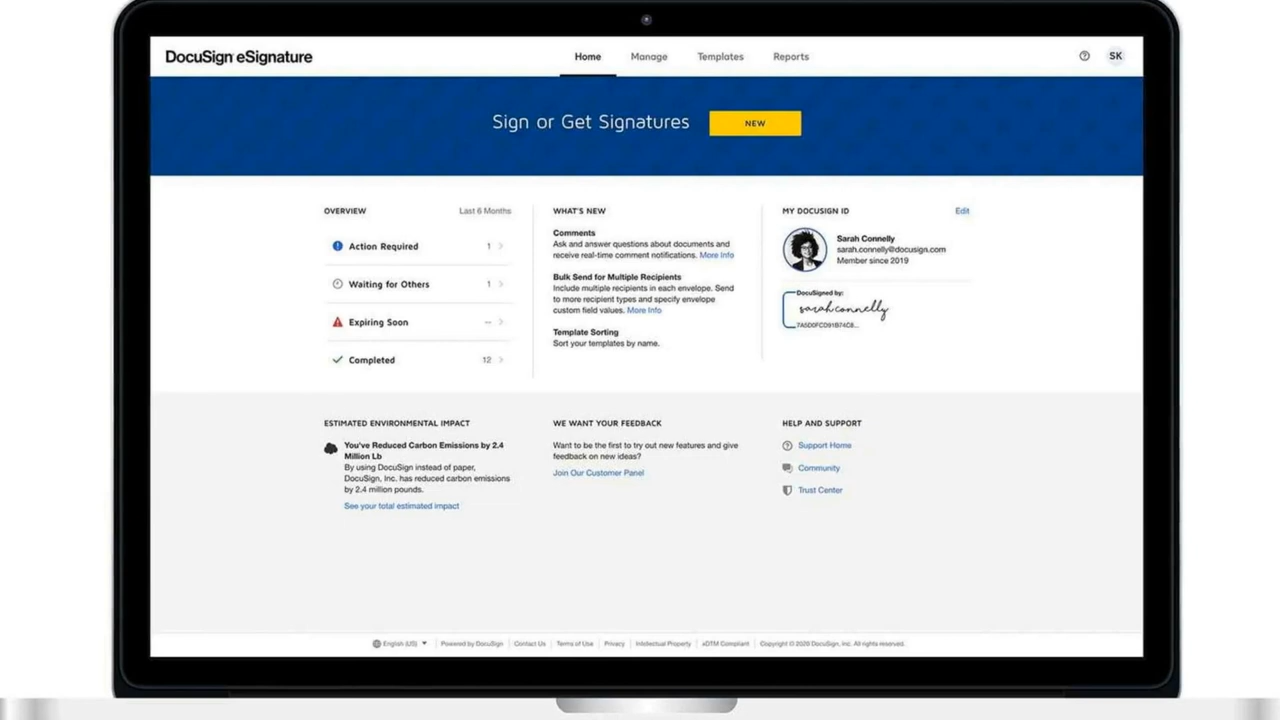 DocuSign eSignature
Home Manage Templates Reports
SK
Sign or Get Signatures
NEW
OVERVIEW Last 6 Months
Action Required 1
Waiting for Others 1
Expiring Soon --
Completed 12
WHAT'S NEW
Comments
Ask and answer questions about documents and
receive real-time comment notifications. More Info
Bulk Send for Multiple Recipients
Include multiple recipients in each envelope. Send
to more recipient types and specify envelope
custom field values. More Info
Template Sorting
Sort your templates by name.
MY DOCUSIGN ID Edit
Sarah Connelly
sarah.connelly@docusign.com
Member since 2019
DocuSigned by:
sarah connelly
7A5D0FCD91B74C8...
ESTIMATED ENVIRONMENTAL IMPACT
You've Reduced Carbon Emissions by 2.4
Million Lb
By using DocuSign instead of paper,
DocuSign, Inc. has reduced carbon emissions
by 2.4 million pounds.
See your total estimated impact
WE WANT YOUR FEEDBACK
Want to be the first to try out new features and give
feedback on new ideas?
Join Our Customer Panel
HELP AND SUPPORT
Support Home
Community
Trust Center
English (US) Powered by DocuSign Contact Us Terms of Use Privacy Intellectual Property xDTM Compliant Copyright © 2020 DocuSign, Inc. All rights reserved.